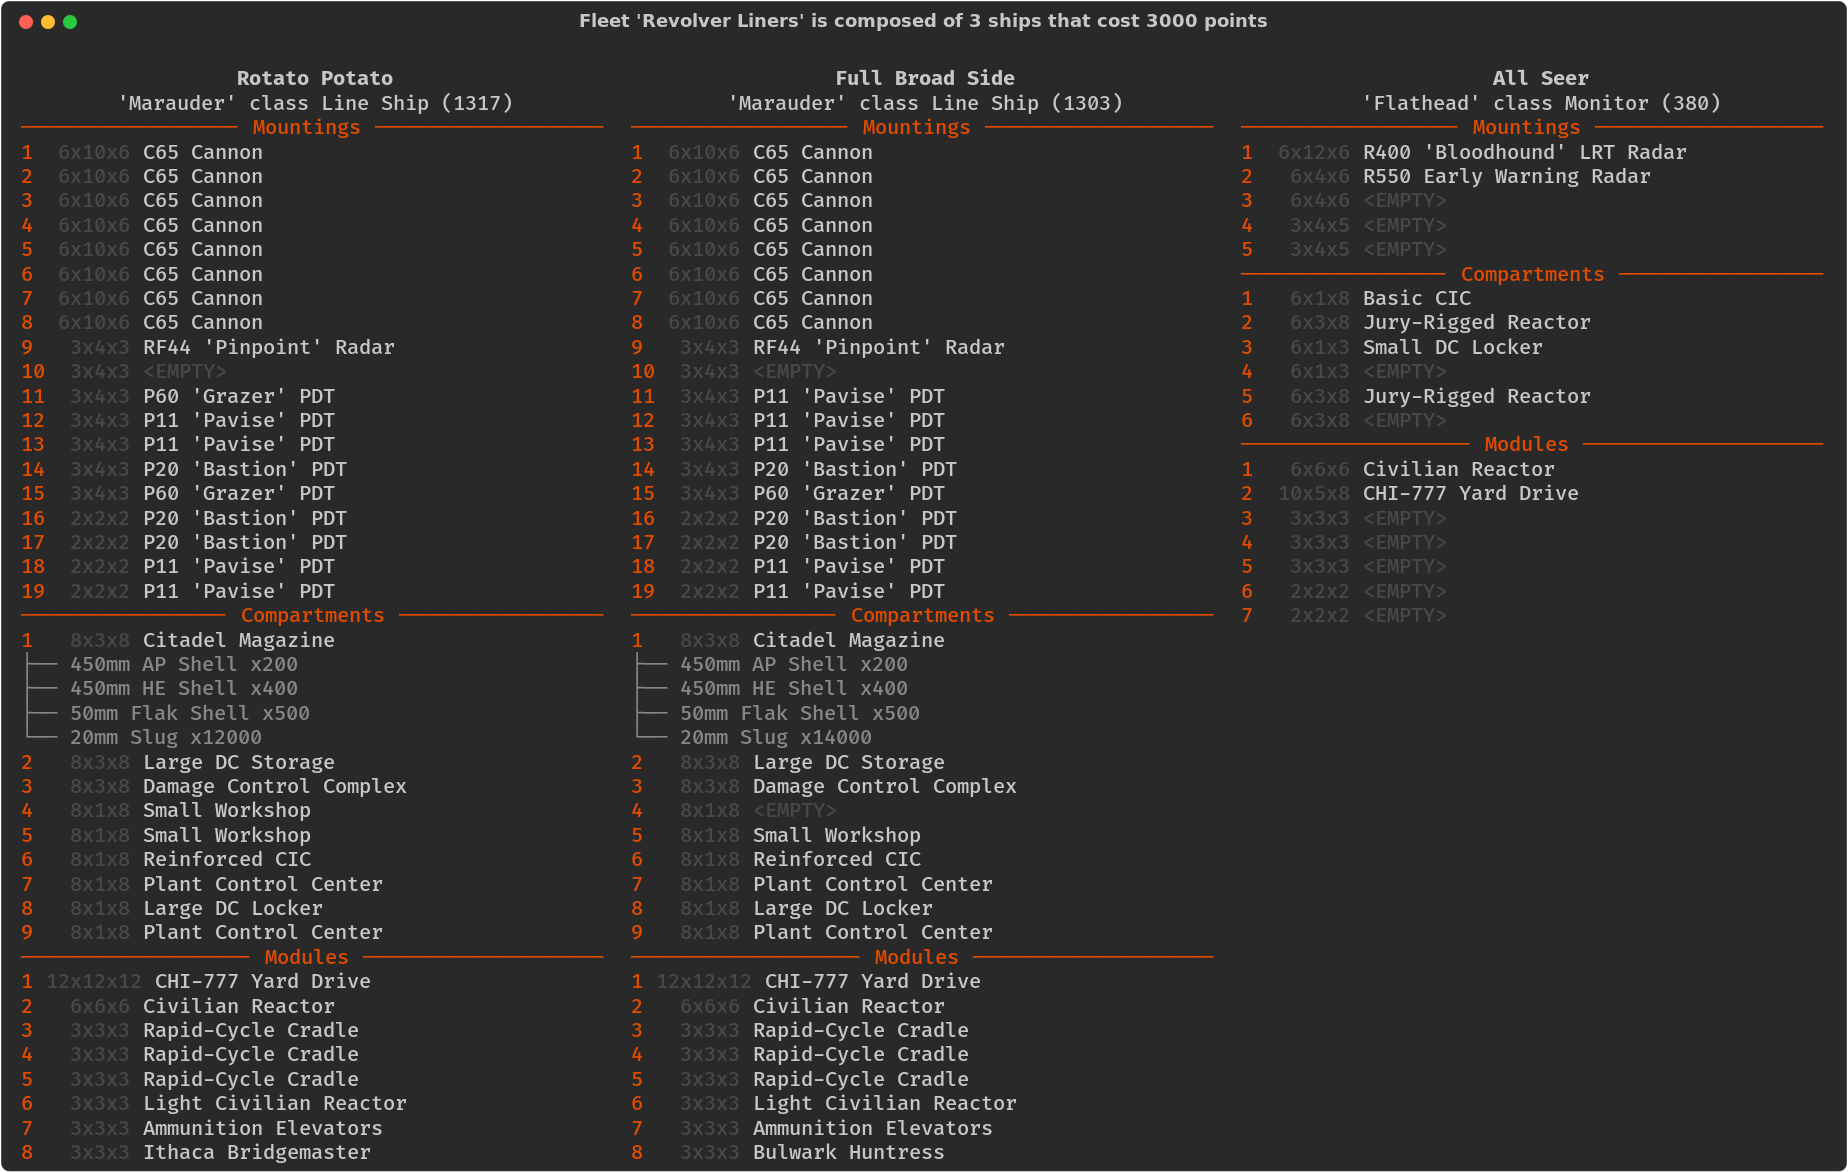 Fleet 'Revolver Liners' is composed of 3 ships that cost 3000 points
Rotato Potato
'Marauder' class Line Ship (1317)
Mountings
1 6x10x6 C65 Cannon
2 6x10x6 C65 Cannon
3 6x10x6 C65 Cannon
4 6x10x6 C65 Cannon
5 6x10x6 C65 Cannon
6 6x10x6 C65 Cannon
7 6x10x6 C65 Cannon
8 6x10x6 C65 Cannon
9 3x4x3 RF44 'Pinpoint' Radar
10 3x4x3 <EMPTY>
11 3x4x3 P60 'Grazer' PDT
12 3x4x3 P11 'Pavise' PDT
13 3x4x3 P11 'Pavise' PDT
14 3x4x3 P20 'Bastion' PDT
15 3x4x3 P60 'Grazer' PDT
16 2x2x2 P20 'Bastion' PDT
17 2x2x2 P20 'Bastion' PDT
18 2x2x2 P11 'Pavise' PDT
19 2x2x2 P11 'Pavise' PDT
Compartments
1 8x3x8 Citadel Magazine
450mm AP Shell x200
450mm HE Shell x400
50mm Flak Shell x500
20mm Slug x12000
2 8x3x8 Large DC Storage
3 8x3x8 Damage Control Complex
4 8x1x8 Small Workshop
5 8x1x8 Small Workshop
6 8x1x8 Reinforced CIC
7 8x1x8 Plant Control Center
8 8x1x8 Large DC Locker
9 8x1x8 Plant Control Center
Modules
1 12x12x12 CHI-777 Yard Drive
2 6x6x6 Civilian Reactor
3 3x3x3 Rapid-Cycle Cradle
4 3x3x3 Rapid-Cycle Cradle
5 3x3x3 Rapid-Cycle Cradle
6 3x3x3 Light Civilian Reactor
7 3x3x3 Ammunition Elevators
8 3x3x3 Ithaca Bridgemaster
Full Broad Side
'Marauder' class Line Ship (1303)
Mountings
1 6x10x6 C65 Cannon
2 6x10x6 C65 Cannon
3 6x10x6 C65 Cannon
4 6x10x6 C65 Cannon
5 6x10x6 C65 Cannon
6 6x10x6 C65 Cannon
7 6x10x6 C65 Cannon
8 6x10x6 C65 Cannon
9 3x4x3 RF44 'Pinpoint' Radar
10 3x4x3 <EMPTY>
11 3x4x3 P11 'Pavise' PDT
12 3x4x3 P11 'Pavise' PDT
13 3x4x3 P11 'Pavise' PDT
14 3x4x3 P20 'Bastion' PDT
15 3x4x3 P60 'Grazer' PDT
16 2x2x2 P20 'Bastion' PDT
17 2x2x2 P20 'Bastion' PDT
18 2x2x2 P11 'Pavise' PDT
19 2x2x2 P11 'Pavise' PDT
Compartments
1 8x3x8 Citadel Magazine
450mm AP Shell x200
450mm HE Shell x400
50mm Flak Shell x500
20mm Slug x14000
2 8x3x8 Large DC Storage
3 8x3x8 Damage Control Complex
4 8x1x8 <EMPTY>
5 8x1x8 Small Workshop
6 8x1x8 Reinforced CIC
7 8x1x8 Plant Control Center
8 8x1x8 Large DC Locker
9 8x1x8 Plant Control Center
Modules
1 12x12x12 CHI-777 Yard Drive
2 6x6x6 Civilian Reactor
3 3x3x3 Rapid-Cycle Cradle
4 3x3x3 Rapid-Cycle Cradle
5 3x3x3 Rapid-Cycle Cradle
6 3x3x3 Light Civilian Reactor
7 3x3x3 Ammunition Elevators
8 3x3x3 Bulwark Huntress
All Seer
'Flathead' class Monitor (380)
Mountings
1 6x12x6 R400 'Bloodhound' LRT Radar
2 6x4x6 R550 Early Warning Radar
3 6x4x6 <EMPTY>
4 3x4x5 <EMPTY>
5 3x4x5 <EMPTY>
Compartments
1 6x1x8 Basic CIC
2 6x3x8 Jury-Rigged Reactor
3 6x1x3 Small DC Locker
4 6x1x3 <EMPTY>
5 6x3x8 Jury-Rigged Reactor
6 6x3x8 <EMPTY>
Modules
1 6x6x6 Civilian Reactor
2 10x5x8 CHI-777 Yard Drive
3 3x3x3 <EMPTY>
4 3x3x3 <EMPTY>
5 3x3x3 <EMPTY>
6 2x2x2 <EMPTY>
7 2x2x2 <EMPTY>